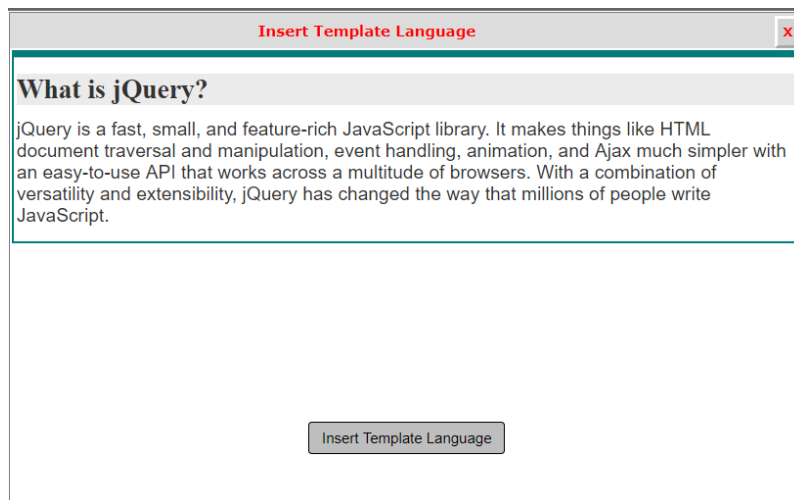 Insert Template Language
x
What is jQuery?
jQuery is a fast, small, and feature-rich JavaScript library. It makes things like HTML
document traversal and manipulation, event handling, animation, and Ajax much simpler with
an easy-to-use API that works across a multitude of browsers. With a combination of
versatility and extensibility, jQuery has changed the way that millions of people write
JavaScript.
Insert Template Language